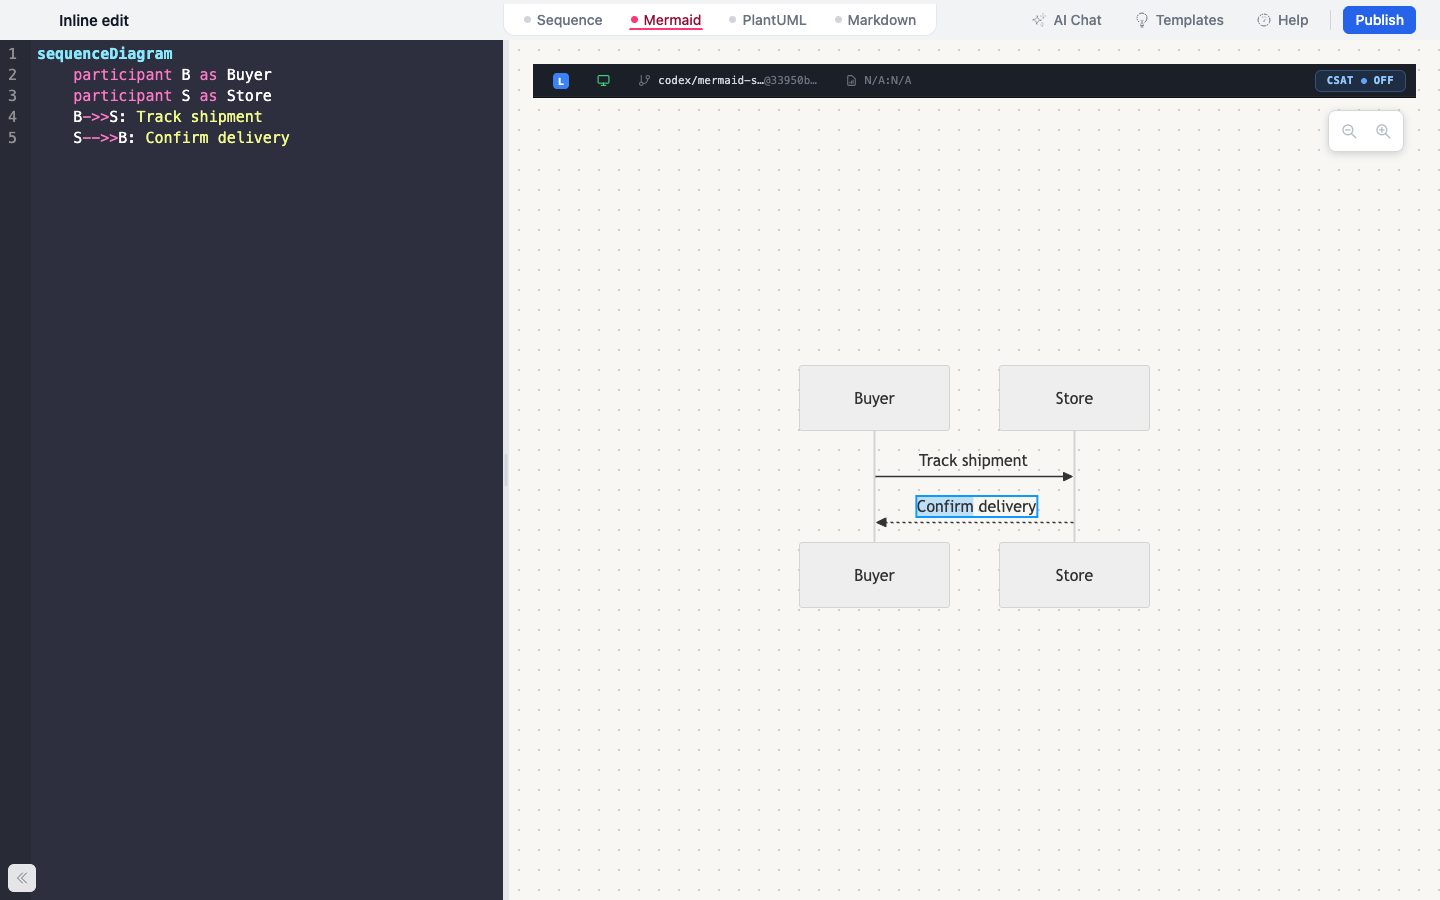 Inline edit
Sequence
Mermaid
PlantUML
Markdown
AI Chat
Templates
Help
Publish
1 sequenceDiagram
2 participant B as Buyer
3 participant S as Store
4 B->>S: Track shipment
5 S-->>B: Confirm delivery
L
codex/mermaid-s…@33950b…
N/A:N/A
CSAT OFF
Buyer
Store
Track shipment
Confirm delivery
Buyer
Store